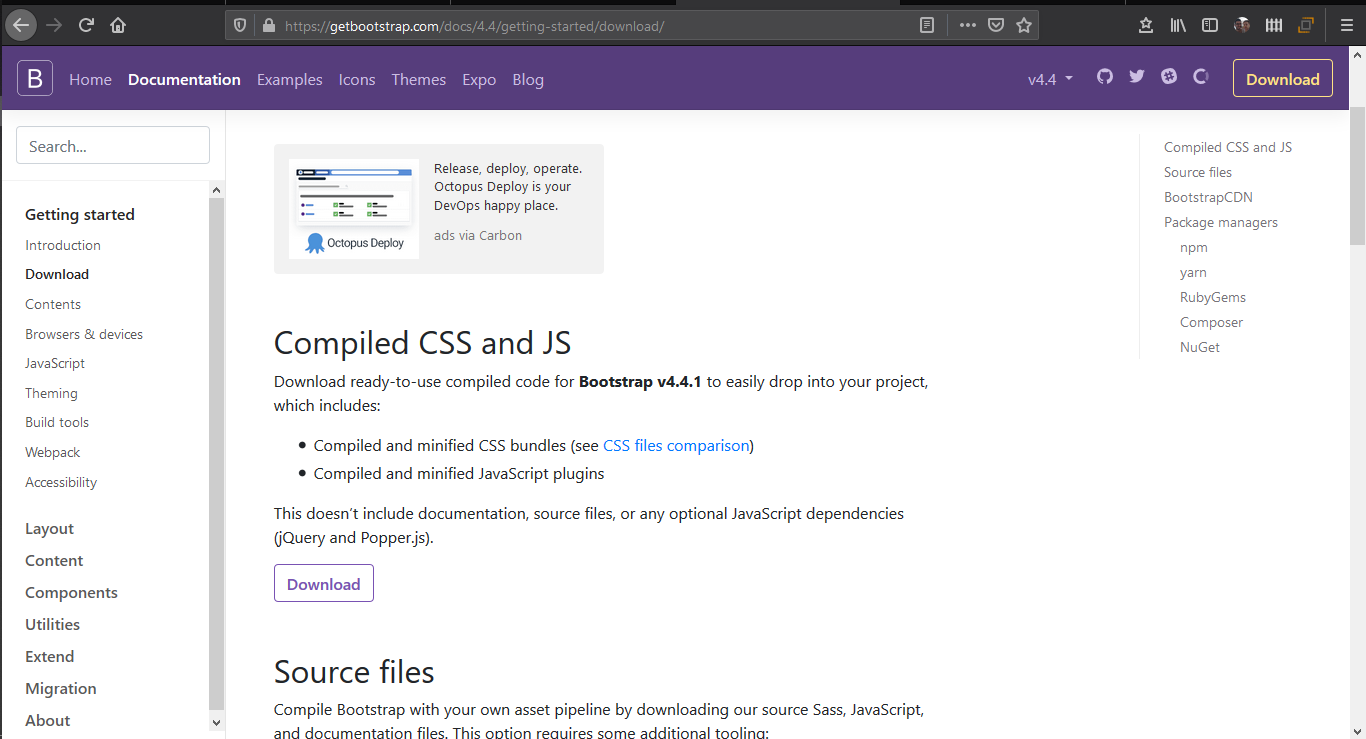 https://getbootstrap.com/docs/4.4/getting-started/download/
B Home Documentation Examples Icons Themes Expo Blog v4.4 Download
Search...
Getting started
Introduction
Download
Contents
Browsers & devices
JavaScript
Theming
Build tools
Webpack
Accessibility
Layout
Content
Components
Utilities
Extend
Migration
About
Octopus Deploy
Release, deploy, operate.
Octopus Deploy is your
DevOps happy place.
ads via Carbon
Compiled CSS and JS
Download ready-to-use compiled code for Bootstrap v4.4.1 to easily drop into your project,
which includes:
• Compiled and minified CSS bundles (see CSS files comparison)
• Compiled and minified JavaScript plugins
This doesn’t include documentation, source files, or any optional JavaScript dependencies
(jQuery and Popper.js).
Download
Source files
Compile Bootstrap with your own asset pipeline by downloading our source Sass, JavaScript,
and documentation files. This option requires some additional tooling:
Compiled CSS and JS
Source files
BootstrapCDN
Package managers
npm
yarn
RubyGems
Composer
NuGet